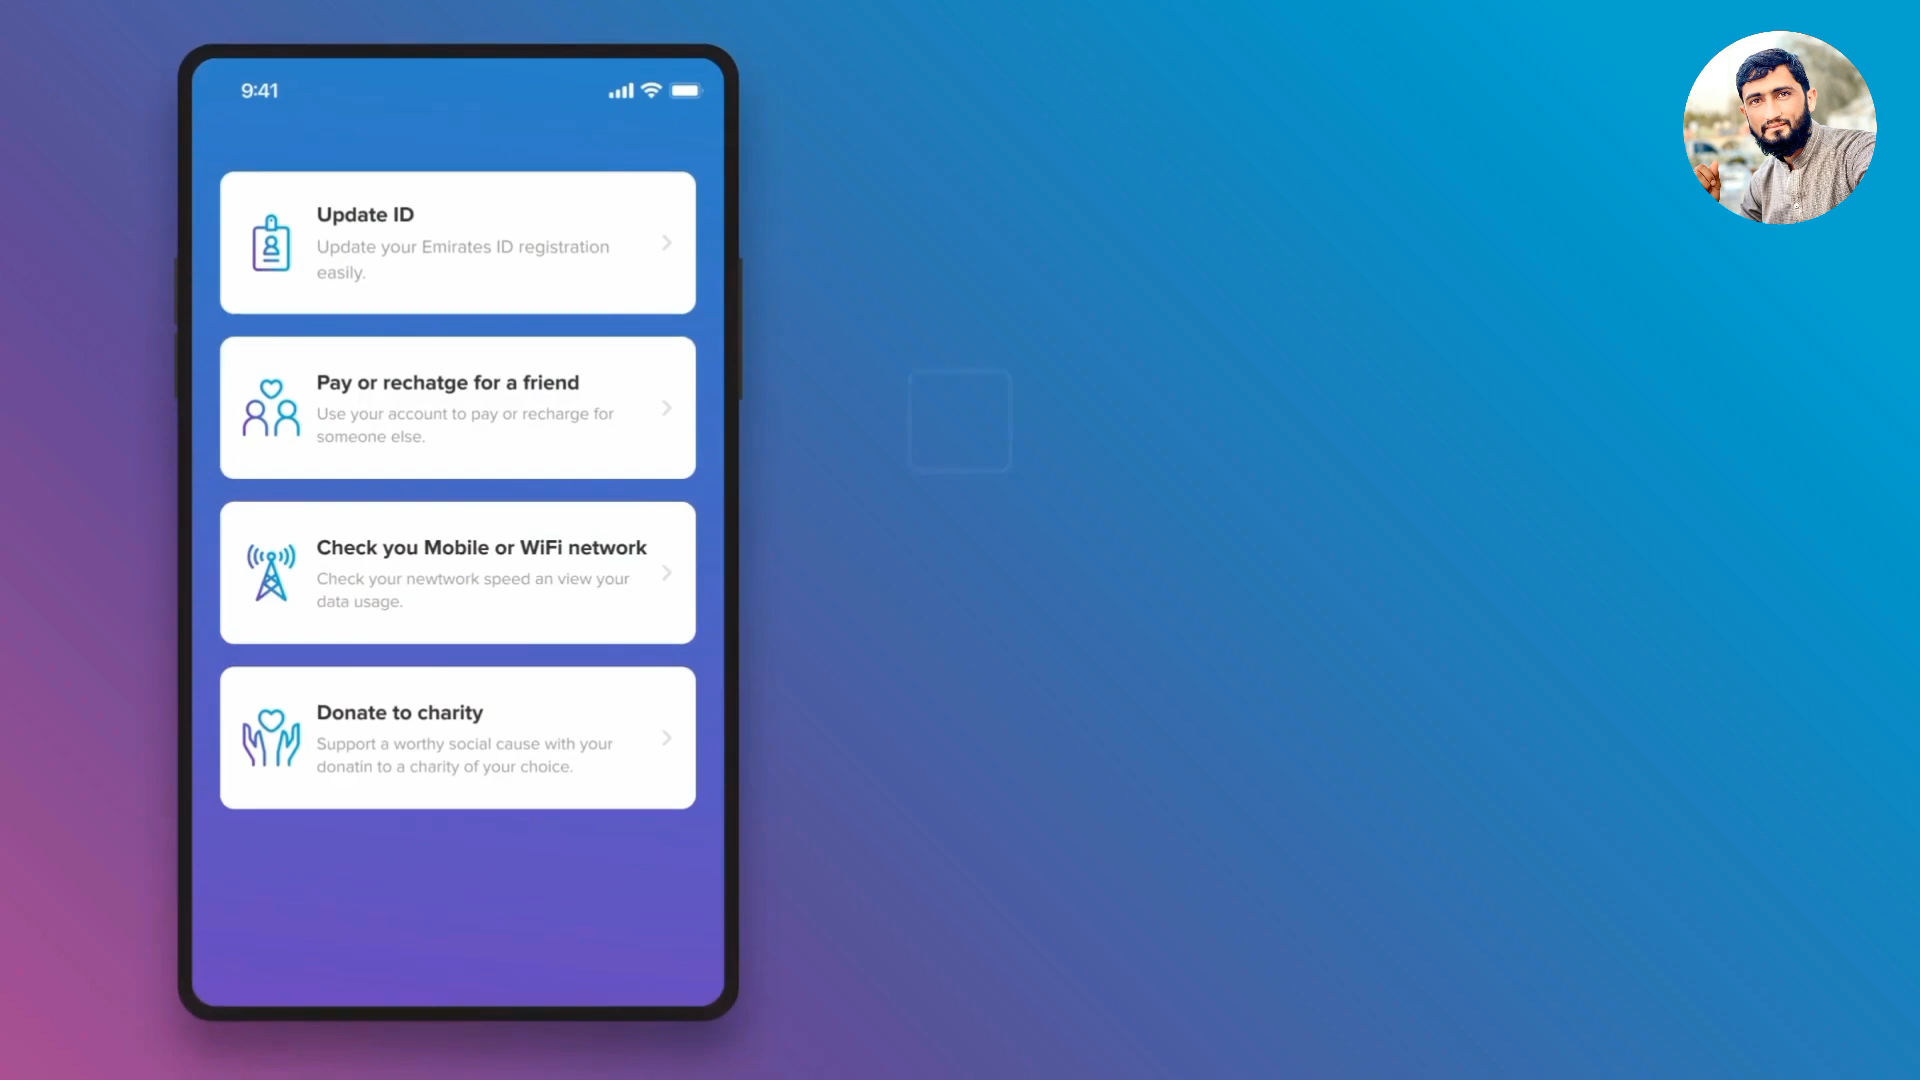 9:41
Update ID
Update your Emirates ID registration
easily.
Pay or rechatge for a friend
Use your account to pay or recharge for
someone else.
Check you Mobile or WiFi network
Check your newtwork speed an view your
data usage.
Donate to charity
Support a worthy social cause with your
donatin to a charity of your choice.